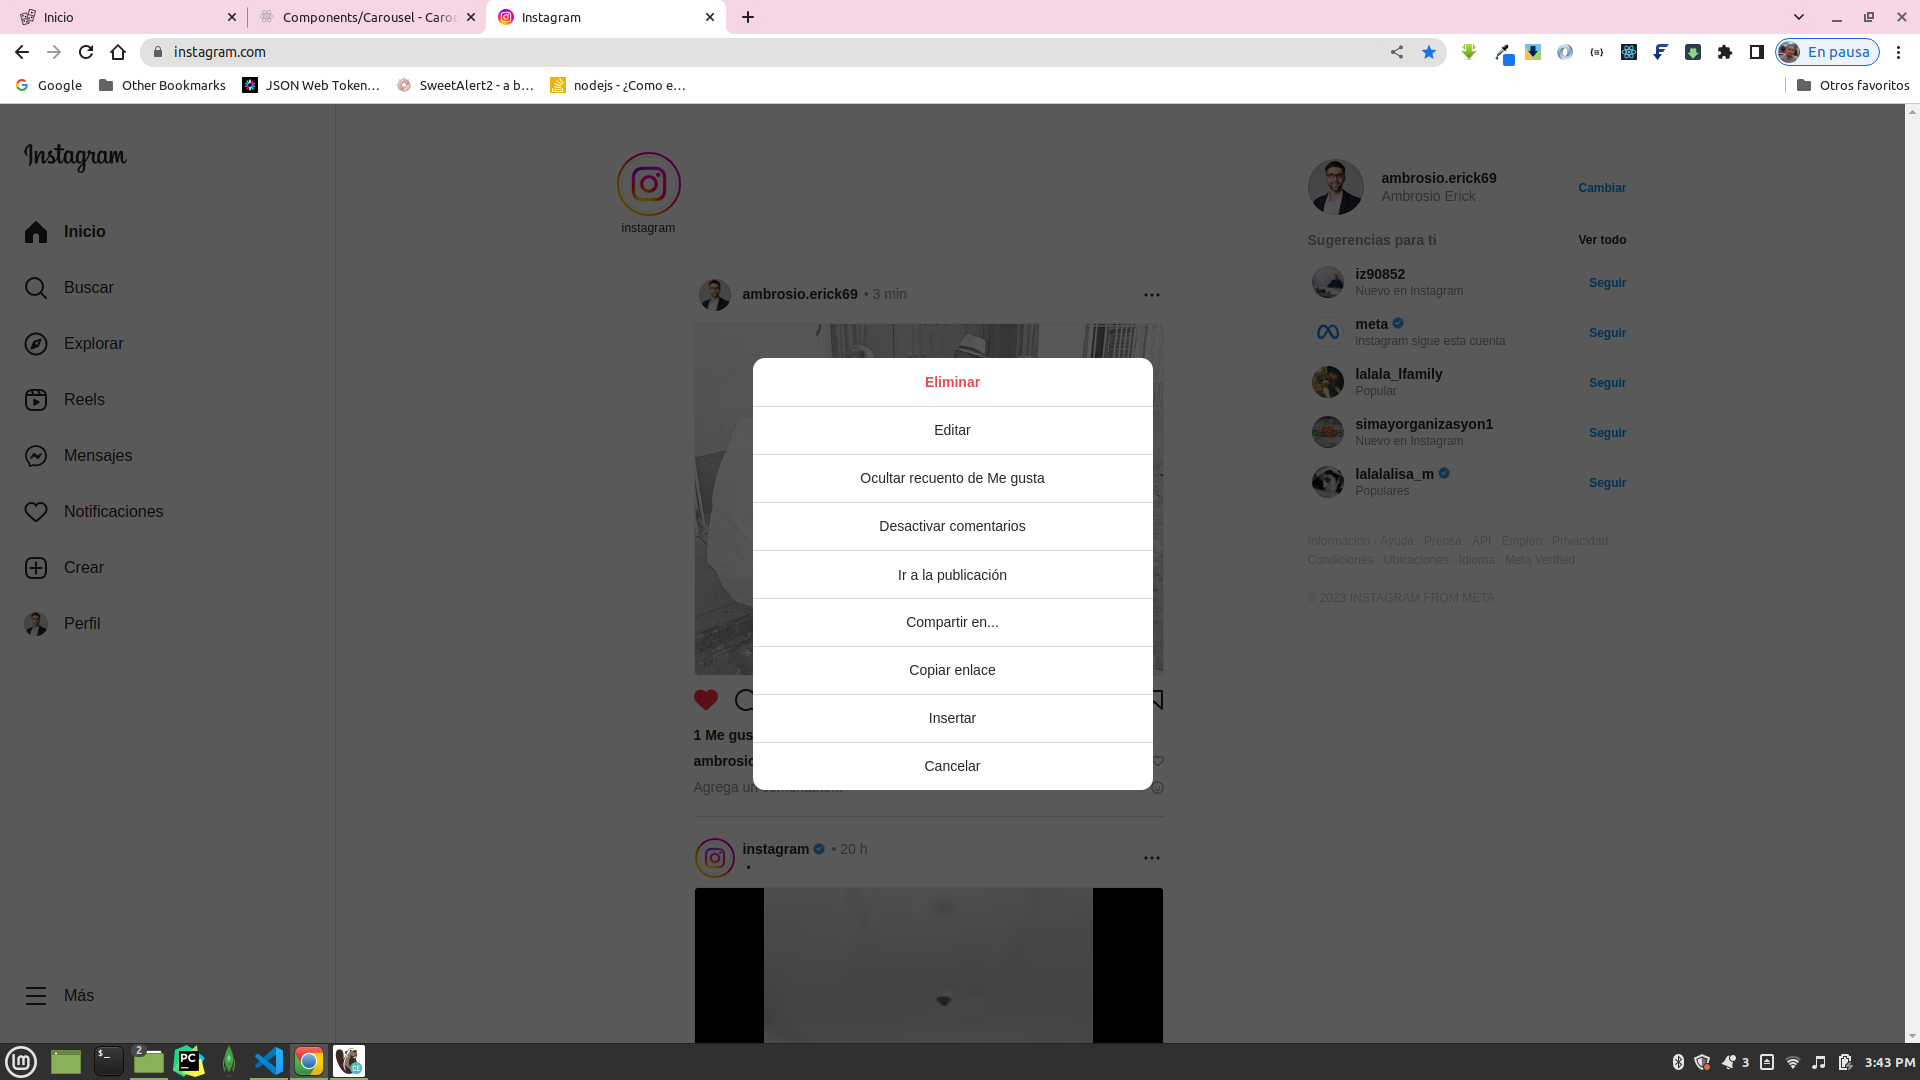 Inicio
Components/Carousel - Carou
Instagram
instagram.com
En pausa
Google
Other Bookmarks
JSON Web Token...
SweetAlert2 - a b...
nodejs - ¿Como e...
Otros favoritos
Instagram
Inicio
Buscar
Explorar
Reels
Mensajes
Notificaciones
Crear
Perfil
Más
instagram
ambrosio.erick69 • 3 min
Eliminar
Editar
Ocultar recuento de Me gusta
Desactivar comentarios
Ir a la publicación
Compartir en...
Copiar enlace
Insertar
Cancelar
1 Me gus
ambrosio
Agrega un
instagram • 20 h
•
ambrosio.erick69
Ambrosio Erick
Cambiar
Sugerencias para ti
Ver todo
iz90852
Nuevo en Instagram
Seguir
meta
instagram sigue esta cuenta
Seguir
lalala_lfamily
Popular
Seguir
simayorganizasyon1
Nuevo en Instagram
Seguir
lalalalisa_m
Populares
Seguir
Información · Ayuda · Prensa · API · Empleo · Privacidad ·
Condiciones · Ubicaciones · Idioma · Meta Verified
© 2023 INSTAGRAM FROM META
2
PC
CE
3
3:43 PM